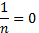 1/n = 0